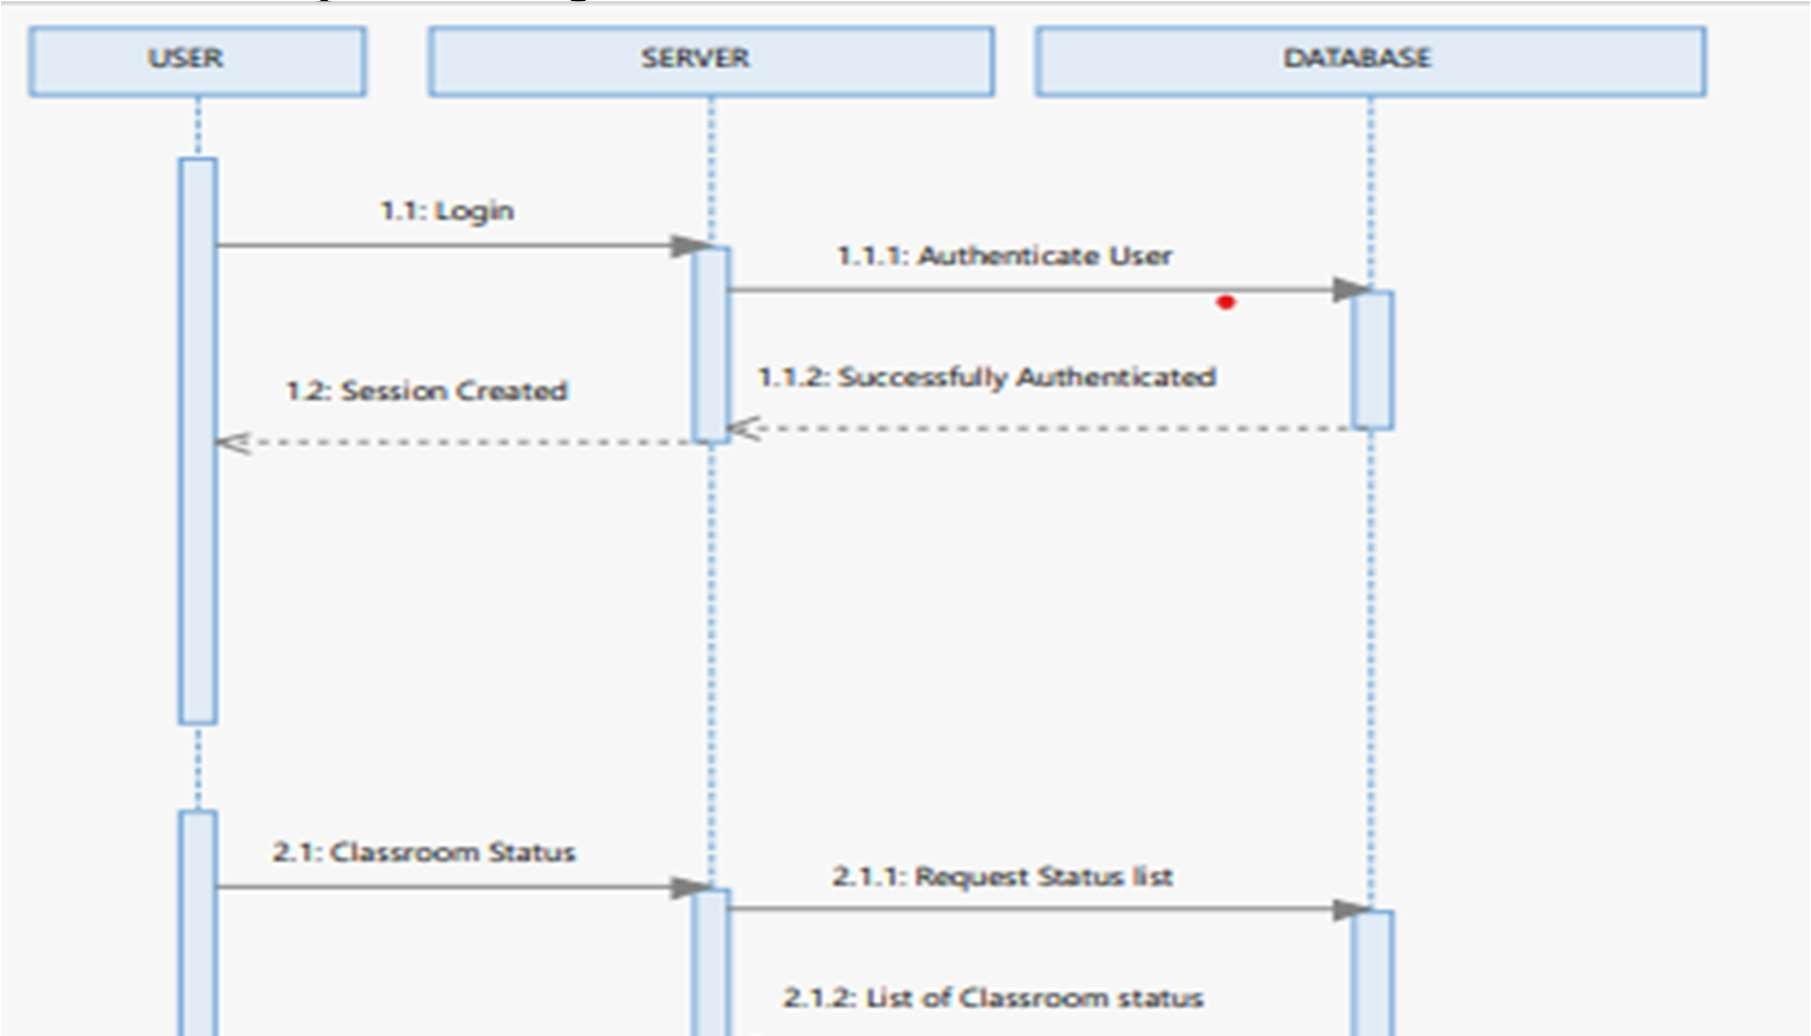 USER
SERVER
DATABASE
1.1: Login
1.1.1: Authenticate User
1.1.2: Successfully Authenticated
1.2: Session Created
2.1: Classroom Status
2.1.1: Request Status list
2.1.2: List of Classroom status